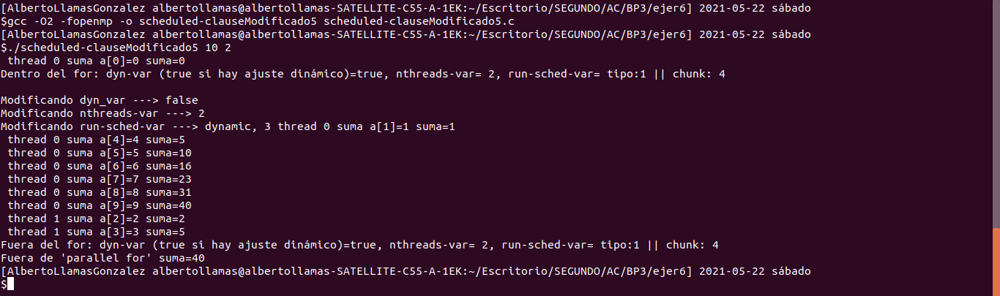 [AlbertoLlamasGonzalez albertollamas@albertollamas-SATELLITE-C55-A-1EK:~/Escritorio/SEGUNDO/AC/BP3/ejer6] 2021-05-22 sábado
$gcc -O2 -fopenmp -o scheduled-clauseModificado5 scheduled-clauseModificado5.c
[AlbertoLlamasGonzalez albertollamas@albertollamas-SATELLITE-C55-A-1EK:~/Escritorio/SEGUNDO/AC/BP3/ejer6] 2021-05-22 sábado
$./scheduled-clauseModificado5 10 2
 thread 0 suma a[0]=0 suma=0
Dentro del for: dyn-var (true si hay ajuste dinámico)=true, nthreads-var= 2, run-sched-var= tipo:1 || chunk: 4

Modificando dyn_var ---> false
Modificando nthreads-var ---> 2
Modificando run-sched-var ---> dynamic, 3 thread 0 suma a[1]=1 suma=1
 thread 0 suma a[4]=4 suma=5
 thread 0 suma a[5]=5 suma=10
 thread 0 suma a[6]=6 suma=16
 thread 0 suma a[7]=7 suma=23
 thread 0 suma a[8]=8 suma=31
 thread 0 suma a[9]=9 suma=40
 thread 1 suma a[2]=2 suma=2
 thread 1 suma a[3]=3 suma=5
Fuera del for: dyn-var (true si hay ajuste dinámico)=true, nthreads-var= 2, run-sched-var= tipo:1 || chunk: 4
Fuera de 'parallel for' suma=40
[AlbertoLlamasGonzalez albertollamas@albertollamas-SATELLITE-C55-A-1EK:~/Escritorio/SEGUNDO/AC/BP3/ejer6] 2021-05-22 sábado
$